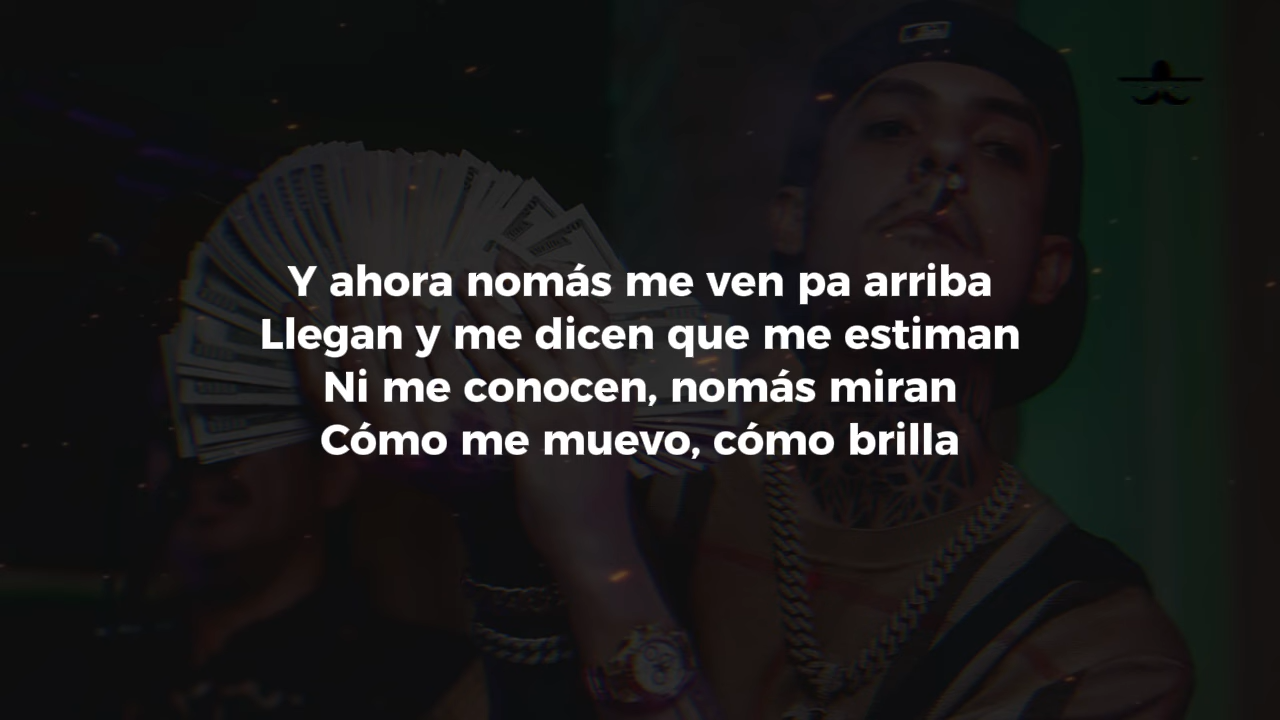 Y ahora nomás me ven pa arriba
Llegan y me dicen que me estiman
Ni me conocen, nomás miran
Cómo me muevo, cómo brilla